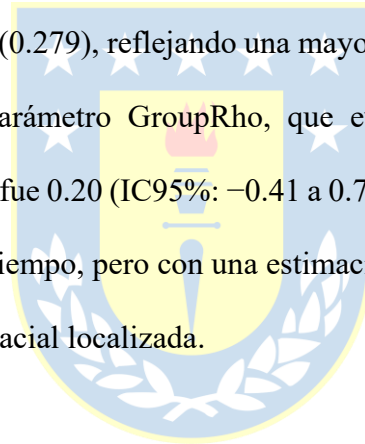 (0.279), reflejando una mayo
arámetro GroupRho, que e
fue 0.20 (IC95%: −0.41 a 0.7
iempo, pero con una estimaci
acial localizada.